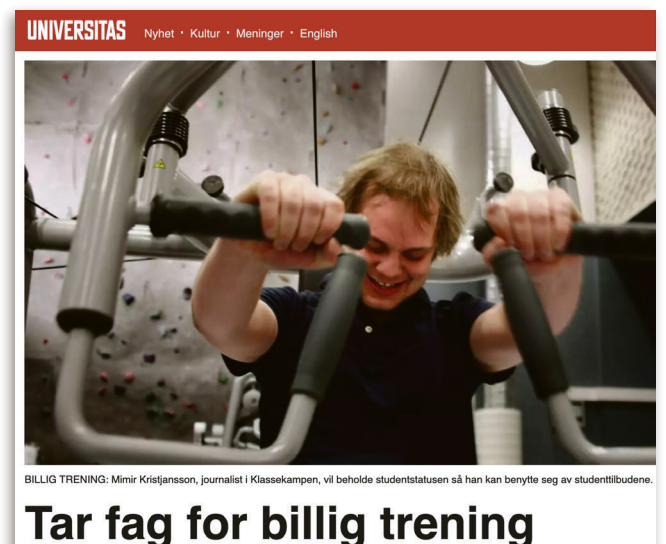 UNIVERSITAS
Nyhet • Kultur • Meninger • English
BILLIG TRENING: Mimir Kristjansson, journalist i Klassekampen, vil beholde studentstatusen så han kan benytte seg av studenttilbudene.
Tar fag for billig trening